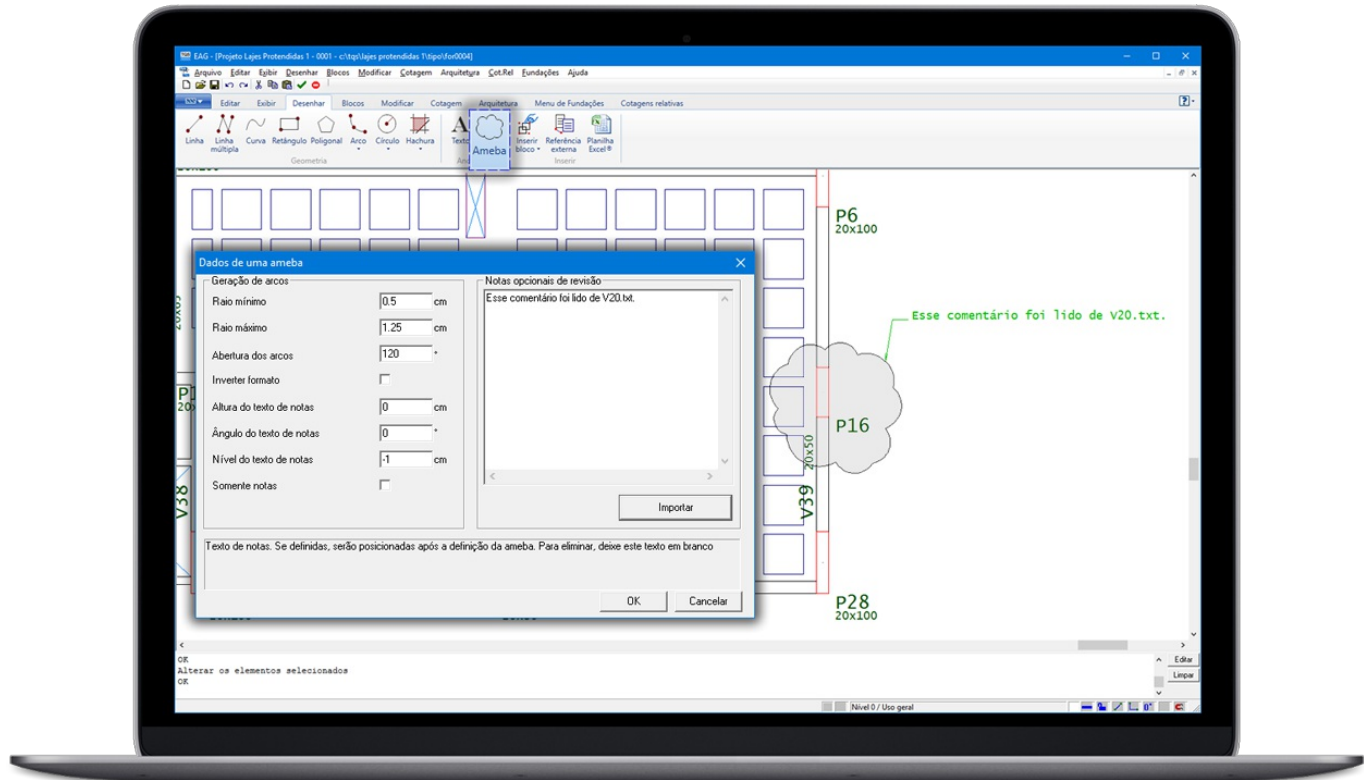 EAG - [Projeto Lajes Protendidas 1 - 0001 - c:\tqs\lajes protendidas 1\tipo\for0004]
Arquivo Editar Exibir Desenhar Blocos Modificar Cotagem Arquitetura Cot.Rel Fundações Ajuda
Editar Exibir Desenhar Blocos Modificar Cotagem Arquitetura Menu de Fundações Cotagens relativas
Linha Linha múltipla Curva Retângulo Poligonal Arco Círculo Hachura Texto Ameba Inserir bloco Referência externa Planilha Excel®
Geometria Inserir
P6
20x100
Dados de uma ameba
Geração de arcos
Raio mínimo 0.5 cm
Raio máximo 1.25 cm
Abertura dos arcos 120 °
Inverter formato
Altura do texto de notas 0 cm
Ângulo do texto de notas 0 °
Nível do texto de notas -1 cm
Somente notas
Notas opcionais de revisão
Esse comentário foi lido de V20.txt.
Importar
Texto de notas. Se definidas, serão posicionadas após a definição da ameba. Para eliminar, deixe este texto em branco
OK Cancelar
Esse comentário foi lido de V20.txt.
P16
20x50
V38
V39
P28
20x100
OK
Alterar os elementos selecionados
OK
Editar
Limpar
Nível 0 / Uso geral